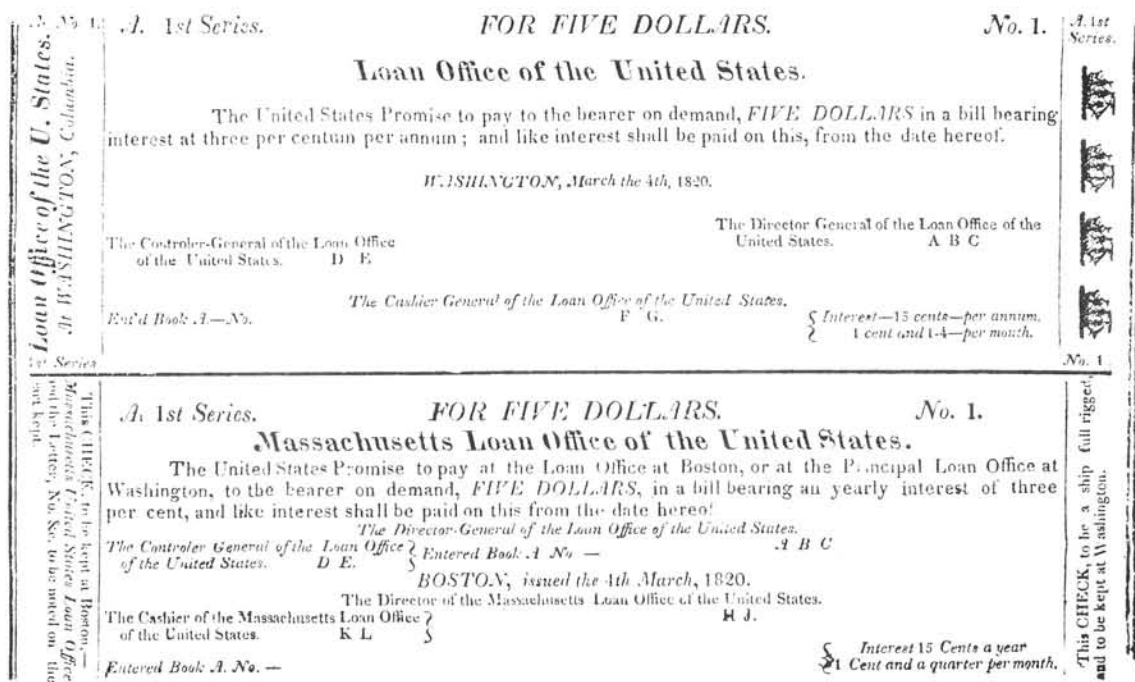 A. No. 1.
A. 1st Series. FOR FIVE DOLLARS. No. 1.
A. 1st
Series.
Loan Office of the U. States.
At WASHINGTON, Columbia.
Loan Office of the United States.
The United States Promise to pay to the bearer on demand, FIVE DOLLARS in a bill bearing
interest at three per centum per annum; and like interest shall be paid on this, from the date hereof.
WASHINGTON, March the 4th, 1820.
The Director General of the Loan Office of the
United States. A B C
The Controler-General of the Loan Office
of the United States. D E
The Cashier General of the Loan Office of the United States.
F G.
Ent'd Book A.—No.
Interest—15 cents—per annum.
1 cent and 1-4—per month.
1st Series
No. 1
This CHECK, to be kept at Boston,—
Massachusetts United States Loan Office
and the Letter, No. &c. to be noted on the
part kept.
A. 1st Series. FOR FIVE DOLLARS. No. 1.
Massachusetts Loan Office of the United States.
The United States Promise to pay at the Loan Office at Boston, or at the Principal Loan Office at
Washington, to the bearer on demand, FIVE DOLLARS, in a bill bearing an yearly interest of three
per cent, and like interest shall be paid on this from the date hereof
The Director-General of the Loan Office of the United States.
A B C
The Controler General of the Loan Office
of the United States. D E.
Entered Book A No —
BOSTON, issued the 4th March, 1820.
The Director of the Massachusetts Loan Office of the United States.
H J.
The Cashier of the Massachusetts Loan Office
of the United States. K L
Entered Book A. No. —
Interest 15 Cents a year
1 Cent and a quarter per month.
This CHECK, to be a ship full rigged,
and to be kept at Washington.